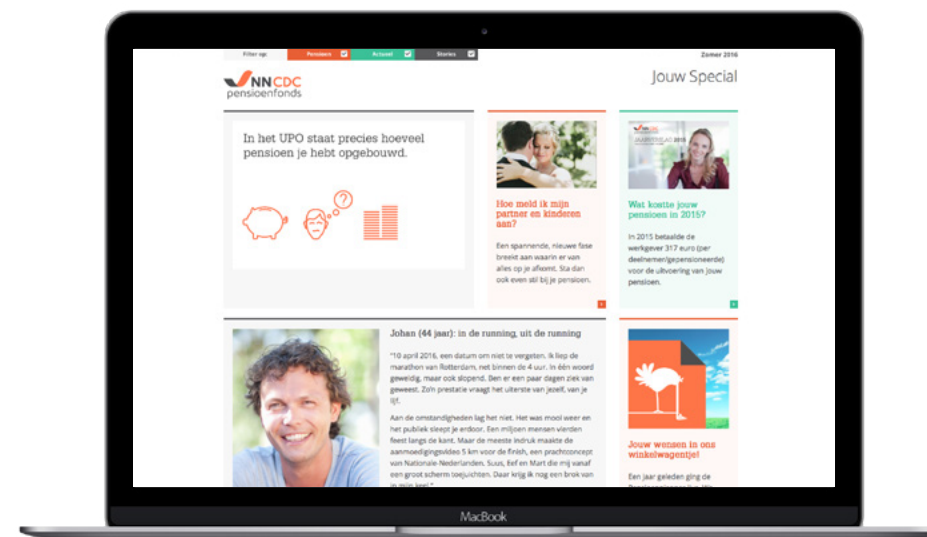 Filter op:
Pensioen
Actueel
Stories
Zomer 2016
NN CDC
pensioenfonds
Jouw Special
In het UPO staat precies hoeveel
pensioen je hebt opgebouwd.
?
Hoe meld ik mijn
partner en kinderen
aan?
Een spannende, nieuwe fase
breekt aan waarin er van
alles op je afkomt. Sta dan
ook even stil bij je pensioen.
NN CDC
JAARVERSLAG 2015
Wat kostte jouw
pensioen in 2015?
In 2015 betaalde de
werkgever 317 euro (per
deelnemer/gepensioneerde)
voor de uitvoering van jouw
pensioen.
Johan (44 jaar): in de running, uit de running
"10 april 2016, een datum om niet te vergeten. Ik liep de
marathon van Rotterdam, net binnen de 4 uur. In één woord
geweldig, maar ook slopend. Ben er een paar dagen ziek van
geweest. Zo'n prestatie vraagt het uiterste van jezelf, van je
lijf.
Aan de omstandigheden lag het niet. Het was mooi weer en
het publiek sleept je erdoor. Een miljoen mensen vierden
feest langs de kant. Maar de meeste indruk maakte de
aanmoedigingsvideo 5 km voor de finish, een prachtconcept
van Nationale-Nederlanden. Suus, Eef en Mart die mij vanaf
een groot scherm toejuichten. Daar krijg ik nog een brok van
in mijn keel."
Jouw wensen in ons
winkelwagentje!
Een jaar geleden ging de
MacBook